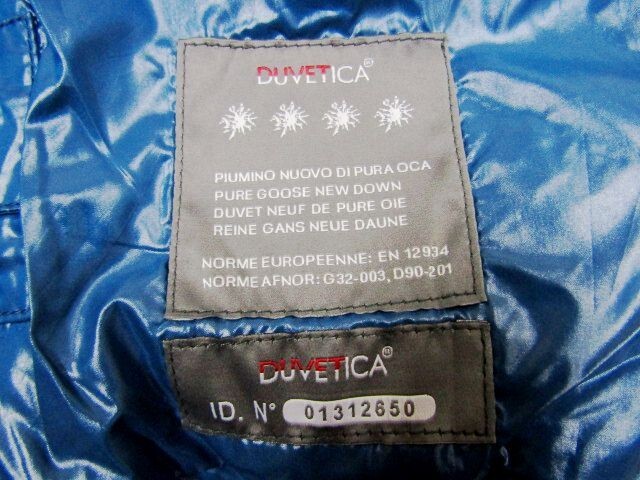 DUVETICA®
PIUMINO NUOVO DI PURA OCA
PURE GOOSE NEW DOWN
DUVET NEUF DE PURE OIE
REINE GANS NEUE DAUNE
NORME EUROPEENNE: EN 12934
NORME AFNOR: G32-003, D90-201
DUVETICA®
ID. N° 01312650